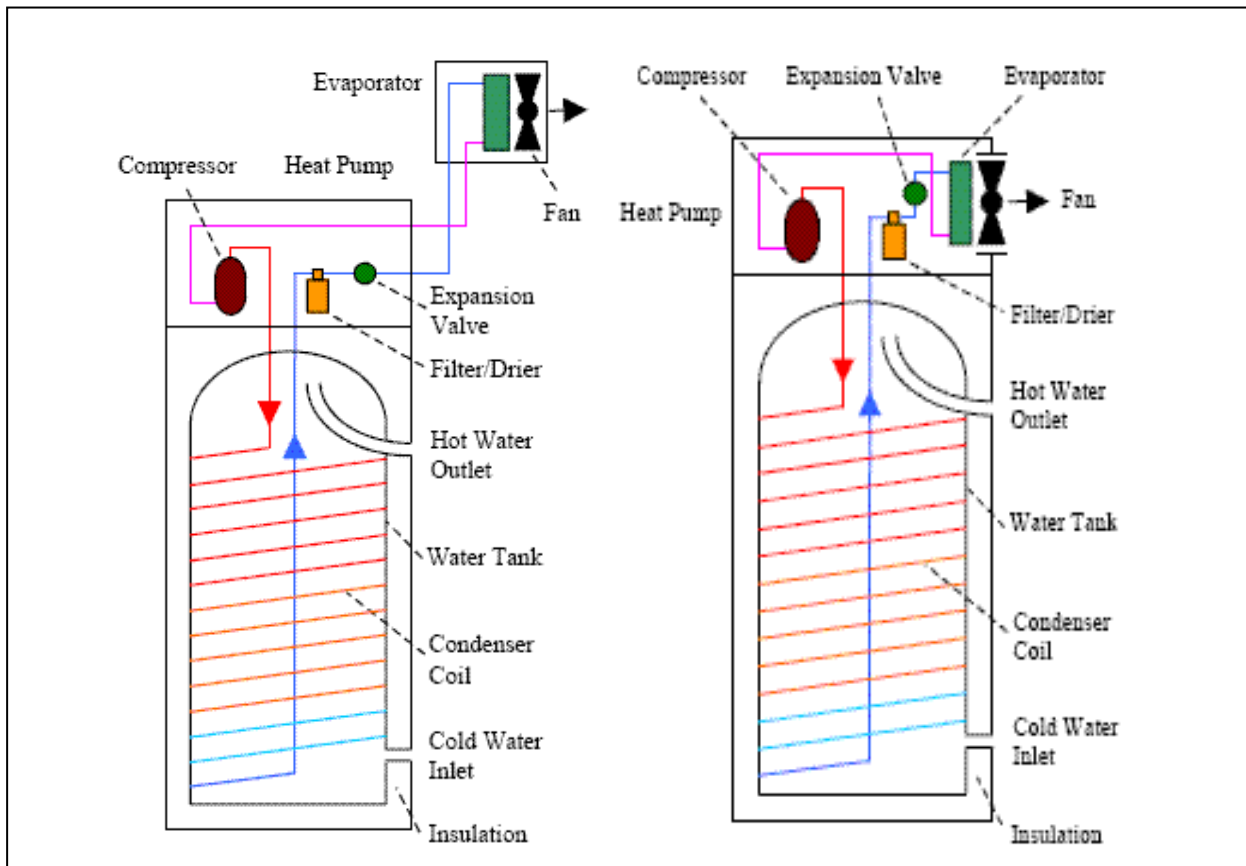 Evaporator
Compressor
Heat Pump
Fan
Expansion
Valve
Filter/Drier
Hot Water
Outlet
Water Tank
Condenser
Coil
Cold Water
Inlet
Insulation
Compressor
Expansion Valve
Evaporator
Heat Pump
Fan
Filter/Drier
Hot Water
Outlet
Water Tank
Condenser
Coil
Cold Water
Inlet
Insulation